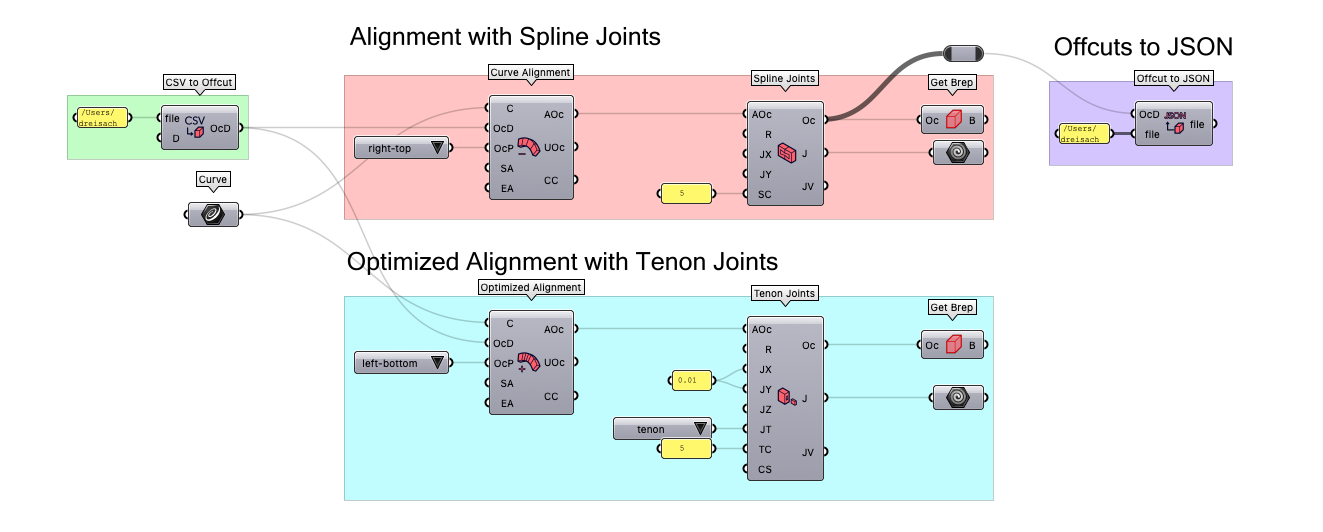 Alignment with Spline Joints
Offcuts to JSON
CSV to Offcut
/Users/
dreisach
file
D
CSV
OcD
Curve
Curve Alignment
C
OcD
OcP
SA
EA
AOc
UOc
CC
right-top
Spline Joints
AOc
R
JX
JY
SC
Oc
J
JV
5
Get Brep
Oc
B
Offcut to JSON
/Users/
dreisach
OcD
file
JSON
file
Optimized Alignment with Tenon Joints
Optimized Alignment
C
OcD
OcP
SA
EA
AOc
UOc
CC
left-bottom
Tenon Joints
AOc
R
JX
JY
JZ
JT
TC
CS
Oc
J
JV
0.01
tenon
5
Get Brep
Oc
B